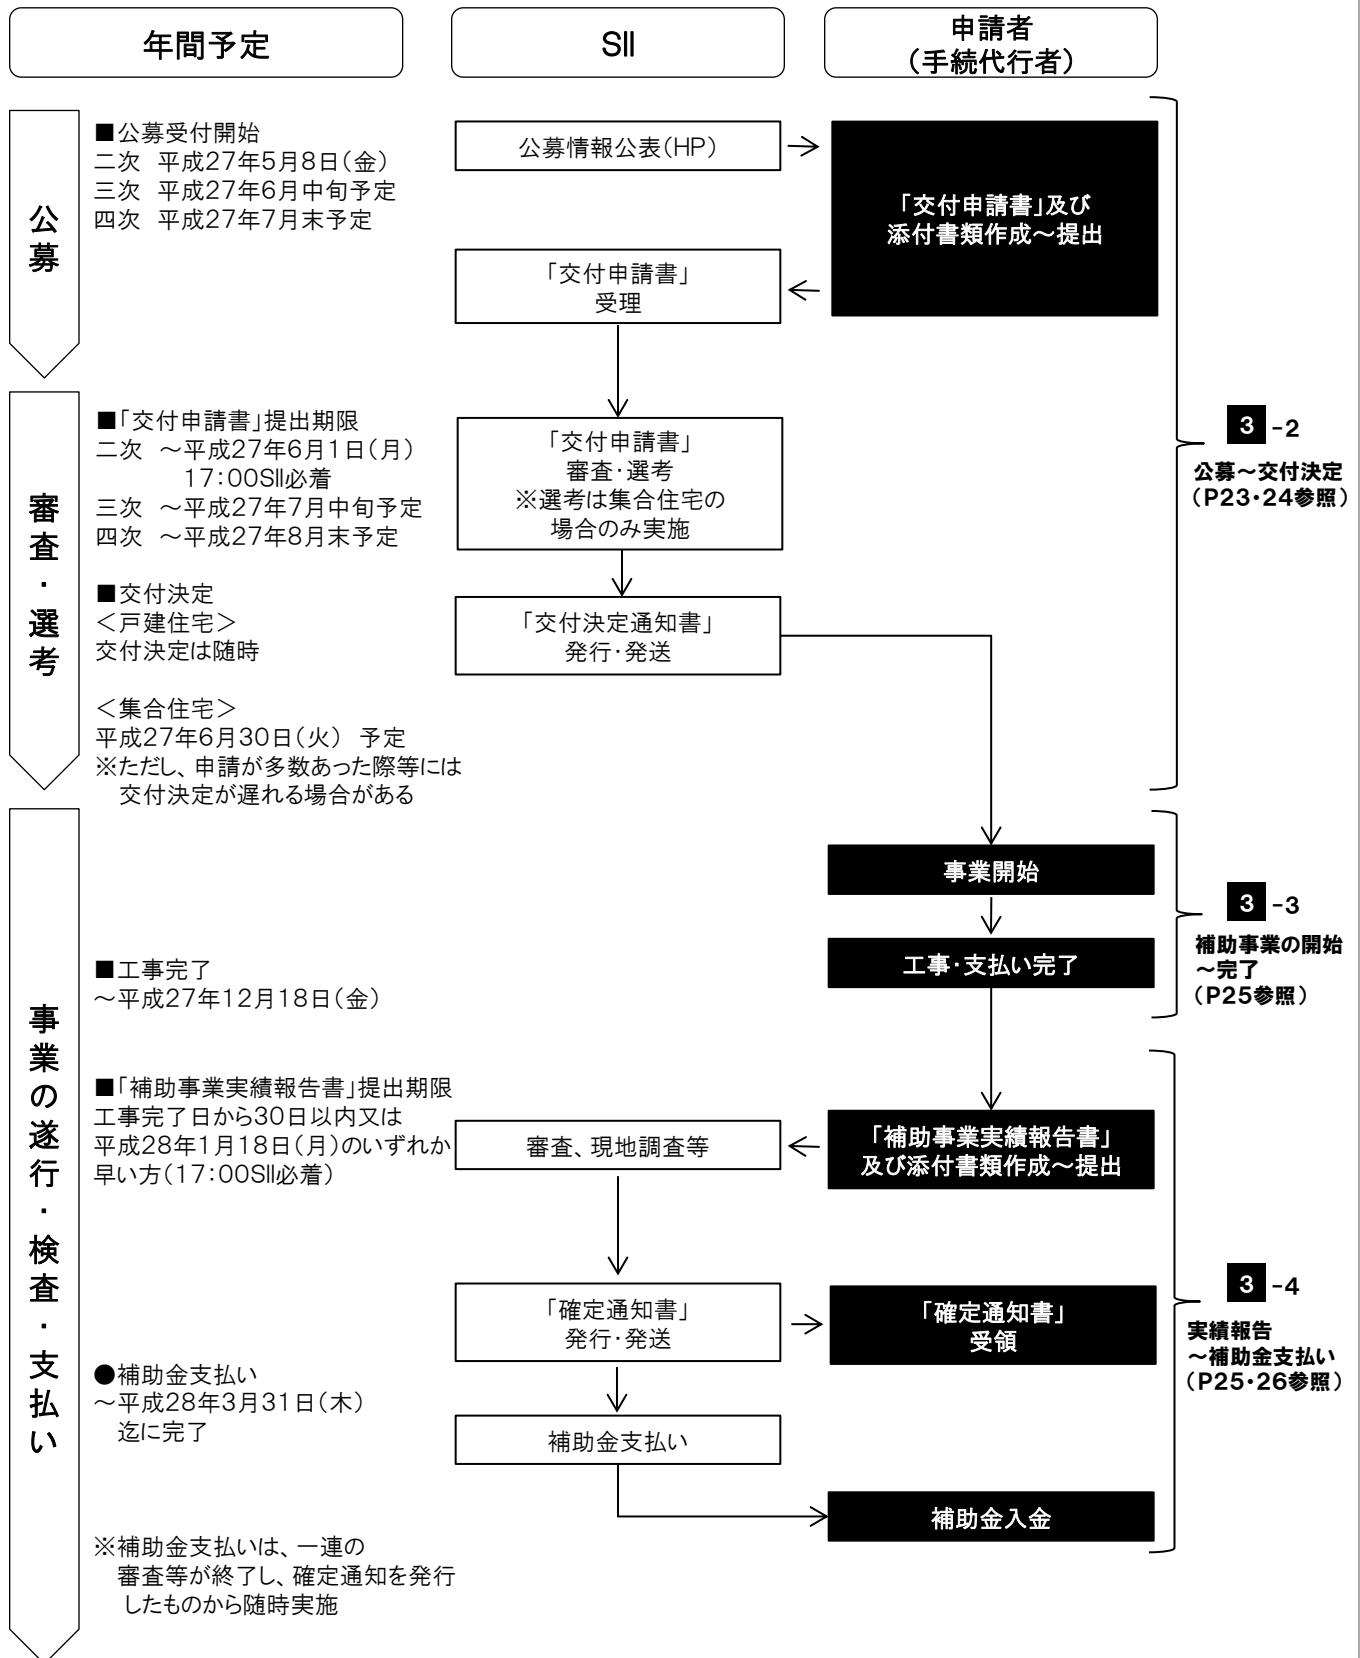 年間予定
SII
申請者
（手続代行者）
公募
■公募受付開始
二次　平成27年5月8日（金）
三次　平成27年6月中旬予定
四次　平成27年7月末予定
公募情報公表（HP）
「交付申請書」及び
添付書類作成～提出
「交付申請書」
受理
審査・選考
■「交付申請書」提出期限
二次　～平成27年6月1日（月）
17：00SII必着
三次　～平成27年7月中旬予定
四次　～平成27年8月末予定
「交付申請書」
審査・選考
※選考は集合住宅の
場合のみ実施
■交付決定
＜戸建住宅＞
交付決定は随時
「交付決定通知書」
発行・発送
＜集合住宅＞
平成27年6月30日（火）　予定
※ただし、申請が多数あった際等には
交付決定が遅れる場合がある
3 -2
公募～交付決定
（P23・24参照）
事業の遂行・検査・支払い
事業開始
工事・支払い完了
■工事完了
～平成27年12月18日（金）
3 -3
補助事業の開始
～完了
（P25参照）
■「補助事業実績報告書」提出期限
工事完了日から30日以内又は
平成28年1月18日（月）のいずれか
早い方（17：00SII必着）
審査、現地調査等
「補助事業実績報告書」
及び添付書類作成～提出
「確定通知書」
発行・発送
「確定通知書」
受領
●補助金支払い
～平成28年3月31日（木）
迄に完了
補助金支払い
補助金入金
※補助金支払いは、一連の
審査等が終了し、確定通知を発行
したものから随時実施
3 -4
実績報告
～補助金支払い
（P25・26参照）